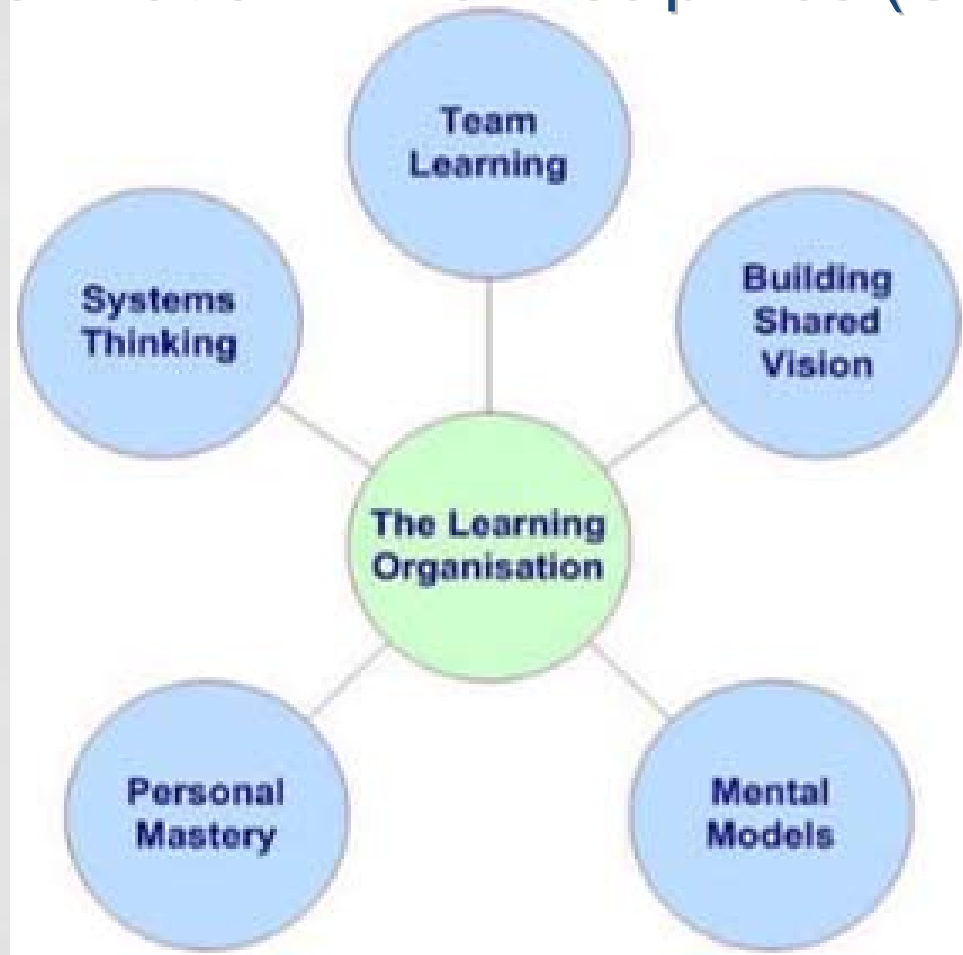 Team
Learning
Systems
Thinking
Building
Shared
Vision
The Learning
Organisation
Personal
Mastery
Mental
Models